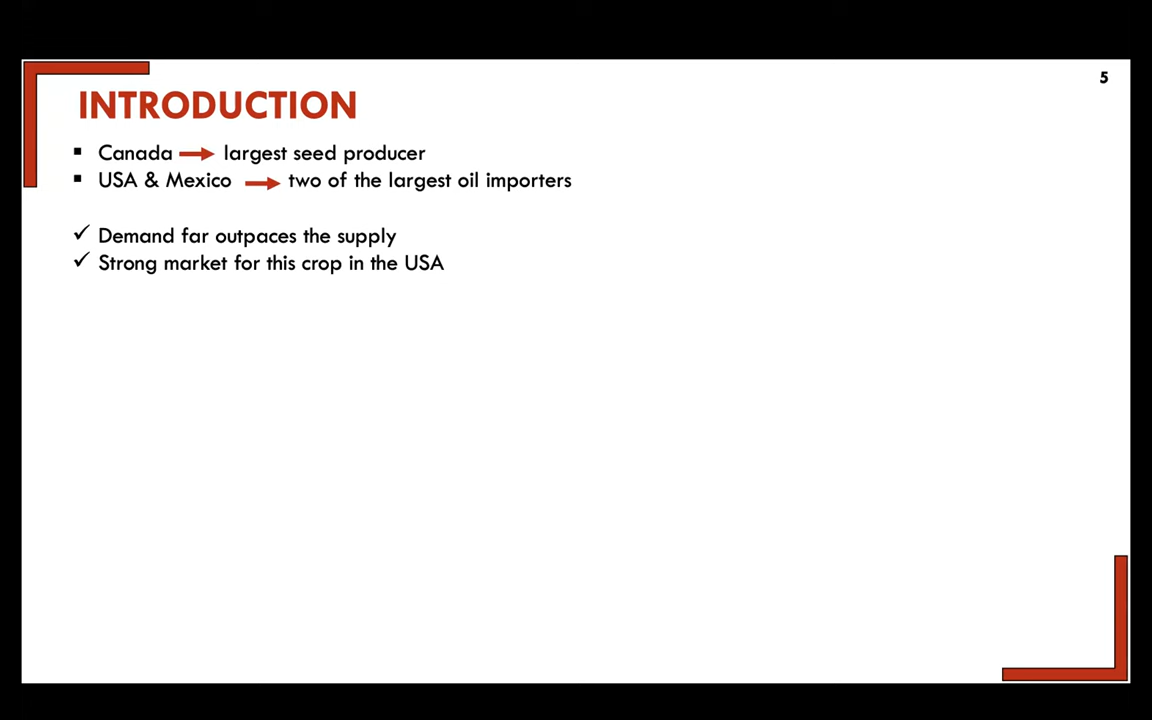 5
INTRODUCTION
▪ Canada → largest seed producer
▪ USA & Mexico → two of the largest oil importers
✓ Demand far outpaces the supply
✓ Strong market for this crop in the USA